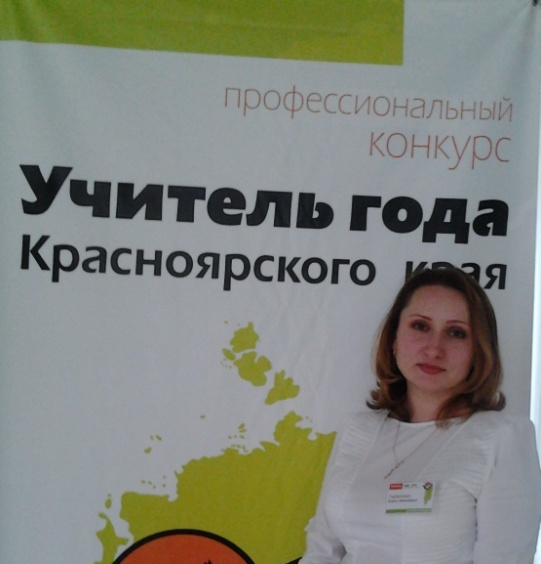 профессиональный
конкурс
Учитель года
Красноярского края